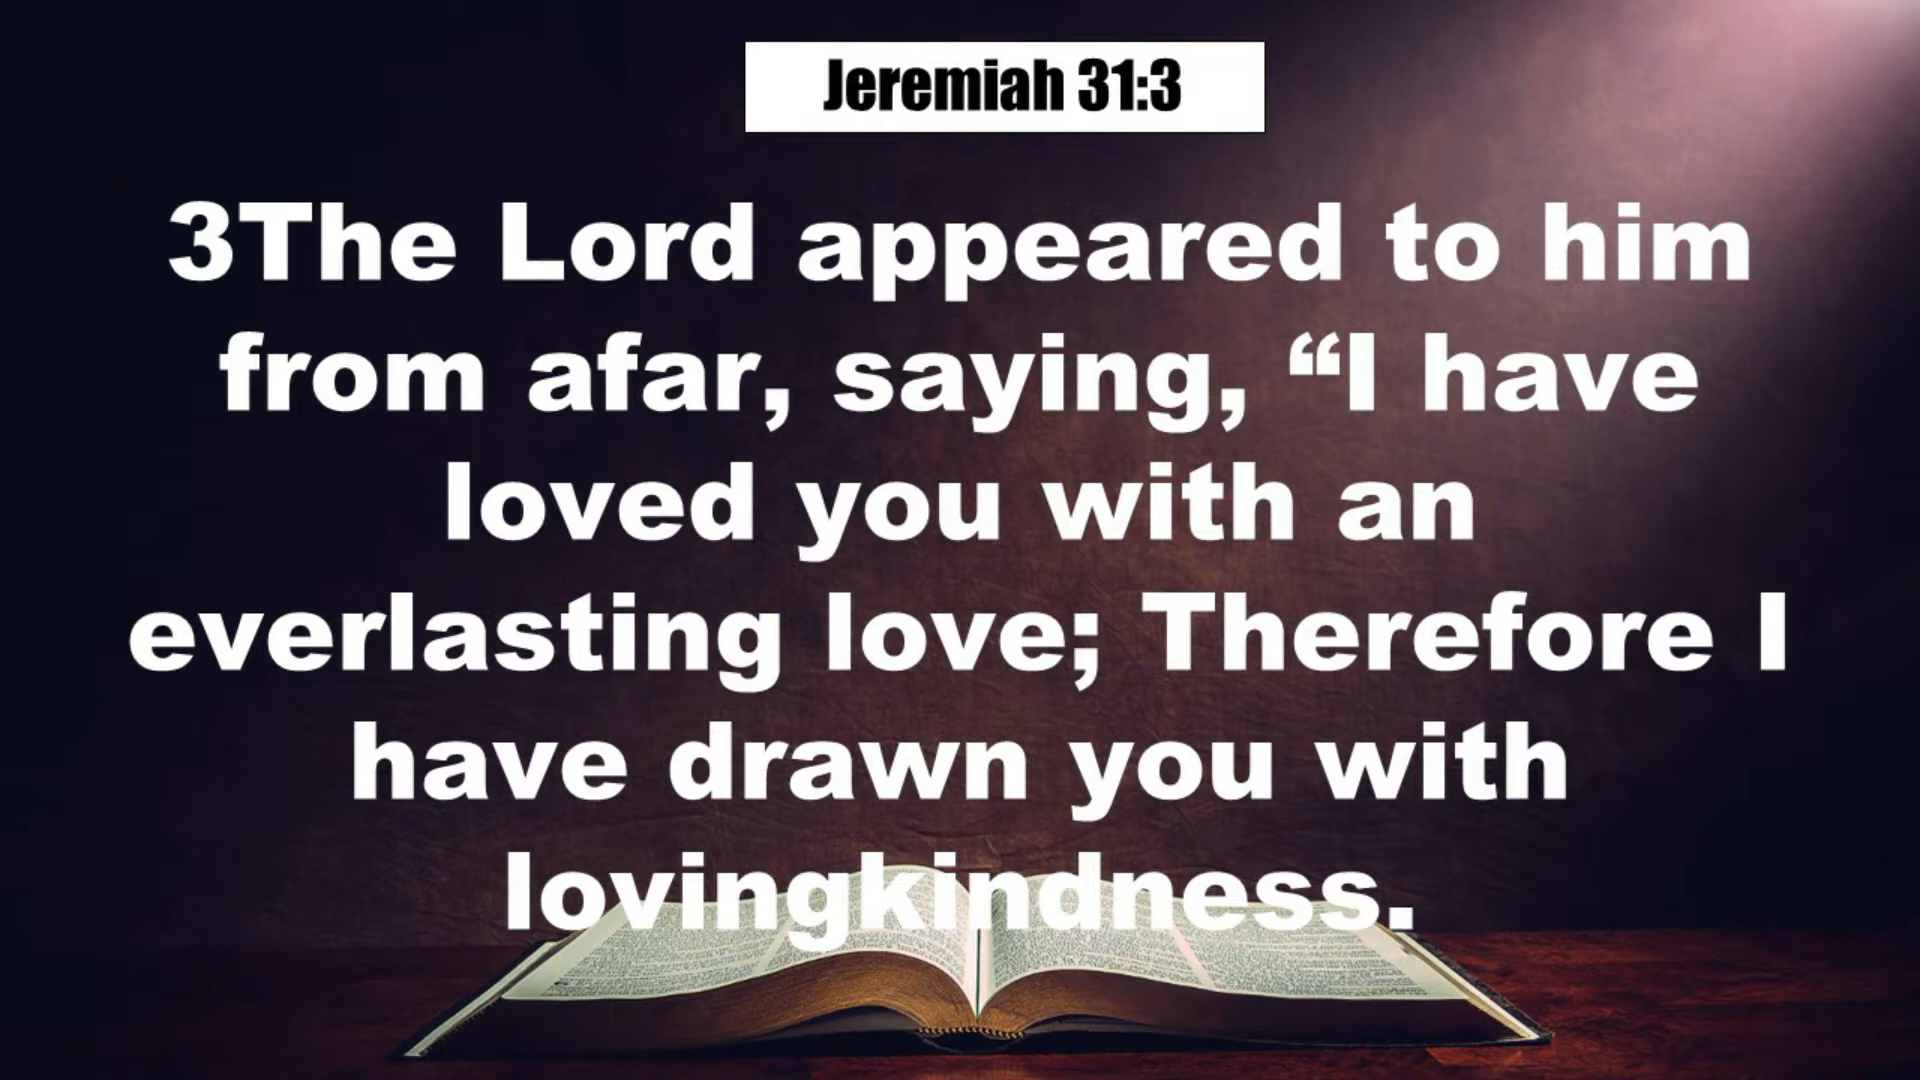 Jeremiah 31:3
3The Lord appeared to him
from afar, saying, “I have
loved you with an
everlasting love; Therefore I
have drawn you with
lovingkindness.